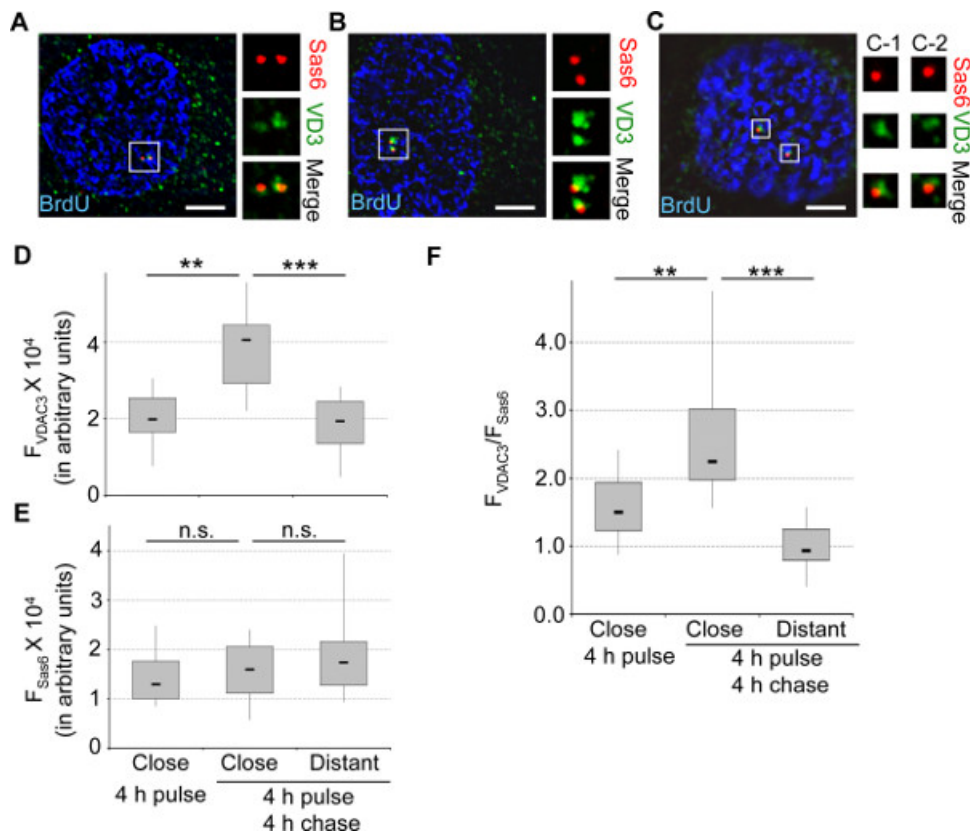 A
BrdU
Sas6
VD3
Merge
B
BrdU
Sas6
VD3
Merge
C
BrdU
C-1 C-2
Sas6
VD3
Merge
D
** ***
F_VDAC3 X 10^4
(in arbitrary units)
4
2
0
E
n.s. n.s.
F_Sas6 X 10^4
(in arbitrary units)
4
3
2
1
0
Close Close Distant
4 h pulse 4 h pulse
4 h chase
F
** ***
F_VDAC3/F_Sas6
4.0
3.0
2.0
1.0
0.0
Close Close Distant
4 h pulse 4 h pulse
4 h chase